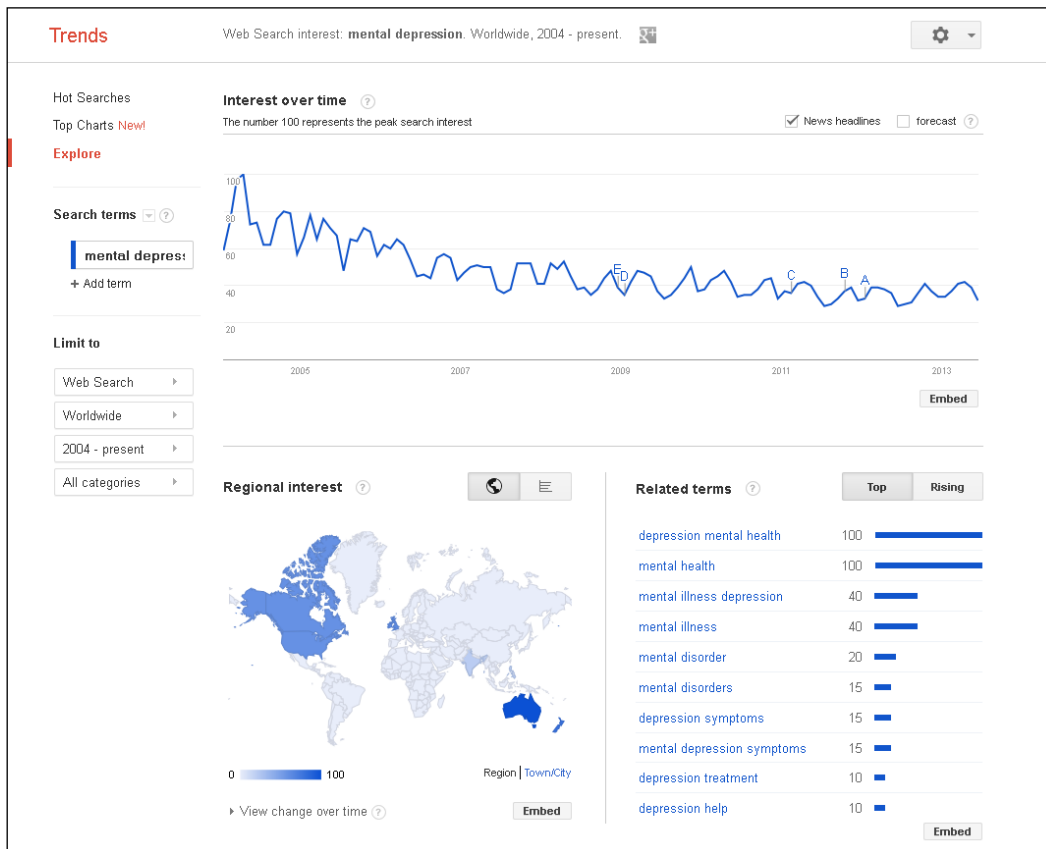 Trends
Web Search interest: mental depression. Worldwide, 2004 - present.
Hot Searches
Top Charts New!
Explore
Search terms ?
mental depres
+ Add term
Limit to
Web Search
Worldwide
2004 - present
All categories
Interest over time ?
The number 100 represents the peak search interest
News headlines
forecast ?
100
80
60
40
20
E
D
C
B
A
2005
2007
2009
2011
2013
Embed
Regional interest ?
0
100
Region | Town/City
View change over time ?
Embed
Related terms ?
Top
Rising
depression mental health 100
mental health 100
mental illness depression 40
mental illness 40
mental disorder 20
mental disorders 15
depression symptoms 15
mental depression symptoms 15
depression treatment 10
depression help 10
Embed